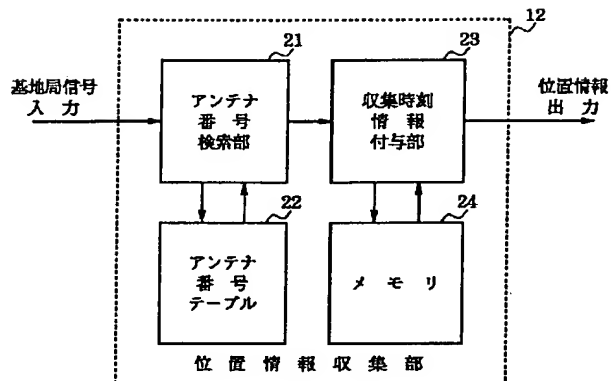 12
21
23
基地局信号
入 力
アンテナ
番 号
検索部
収集時刻
情 報
付与部
位置情報
出 力
22
24
アンテナ
番 号
テーブル
メ モ リ
位 置 情 報 収 集 部